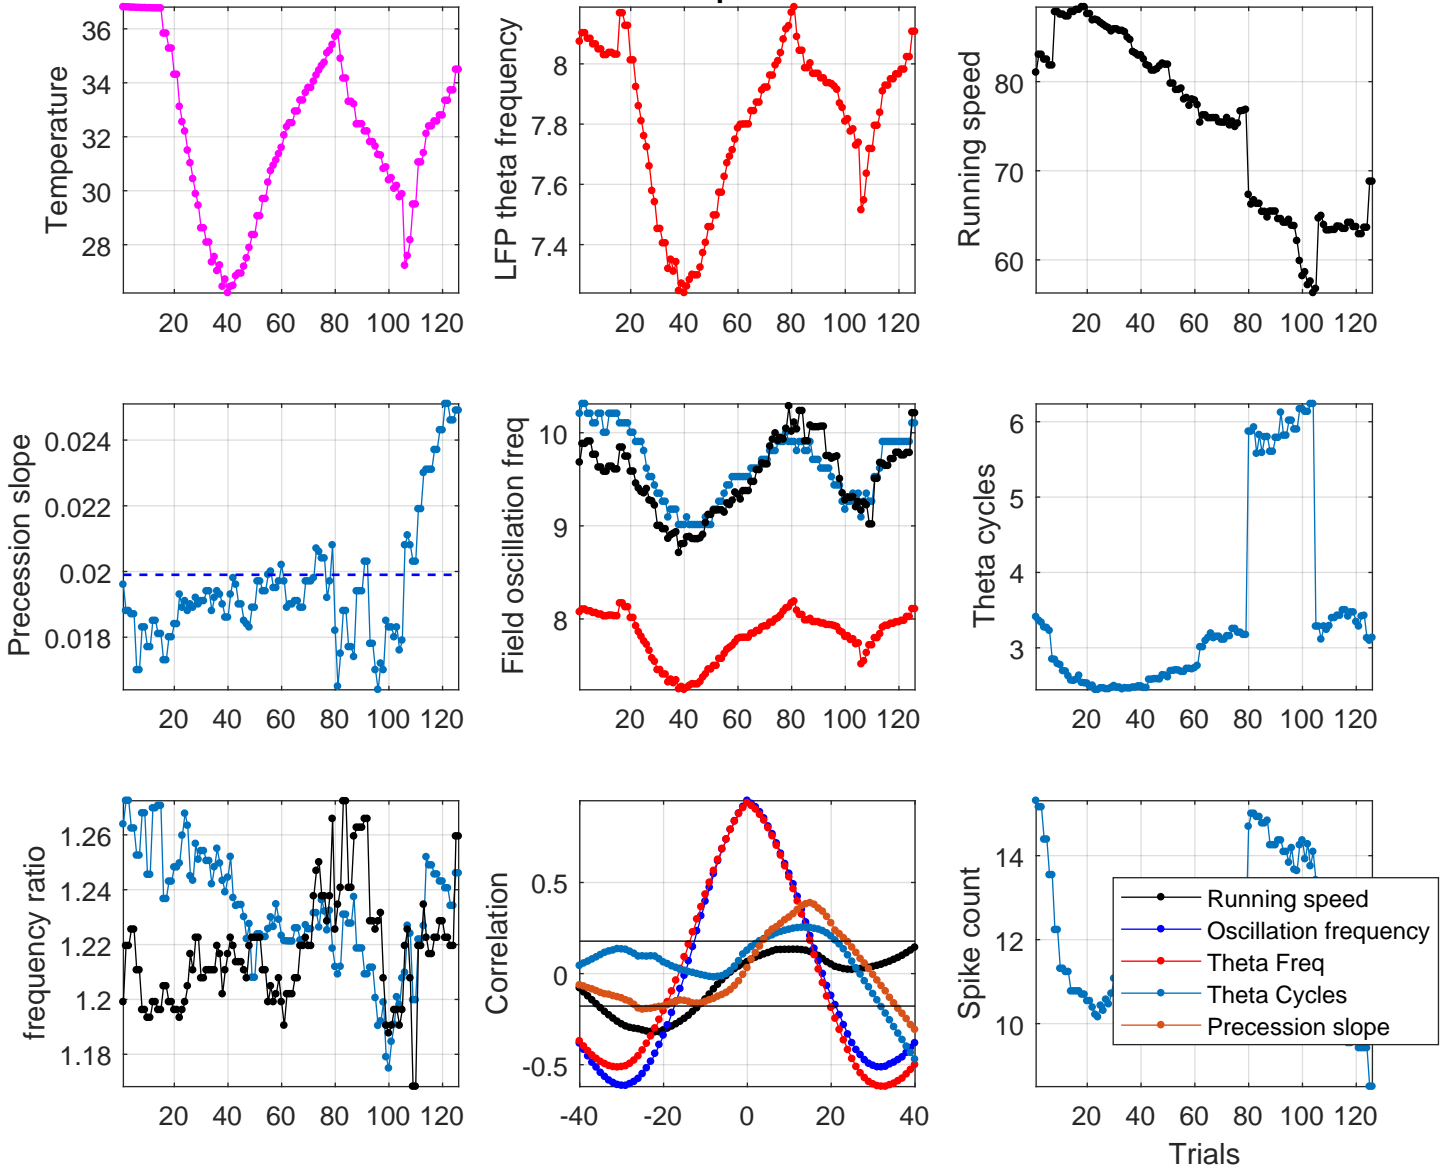 Temperature
36
34
32
30
28
20 40 60 80 100 120
LFP theta frequency
8
7.8
7.6
7.4
20 40 60 80 100 120
Running speed
80
70
60
20 40 60 80 100 120
Precession slope
0.024
0.022
0.02
0.018
20 40 60 80 100 120
Field oscillation freq
10
9
8
20 40 60 80 100 120
Theta cycles
6
5
4
3
20 40 60 80 100 120
frequency ratio
1.26
1.24
1.22
1.2
1.18
20 40 60 80 100 120
Correlation
0.5
0
-0.5
-40 -20 0 20 40
Spike count
14
12
10
20 40 60 80 100 120
Trials
Running speed
Oscillation frequency
Theta Freq
Theta Cycles
Precession slope